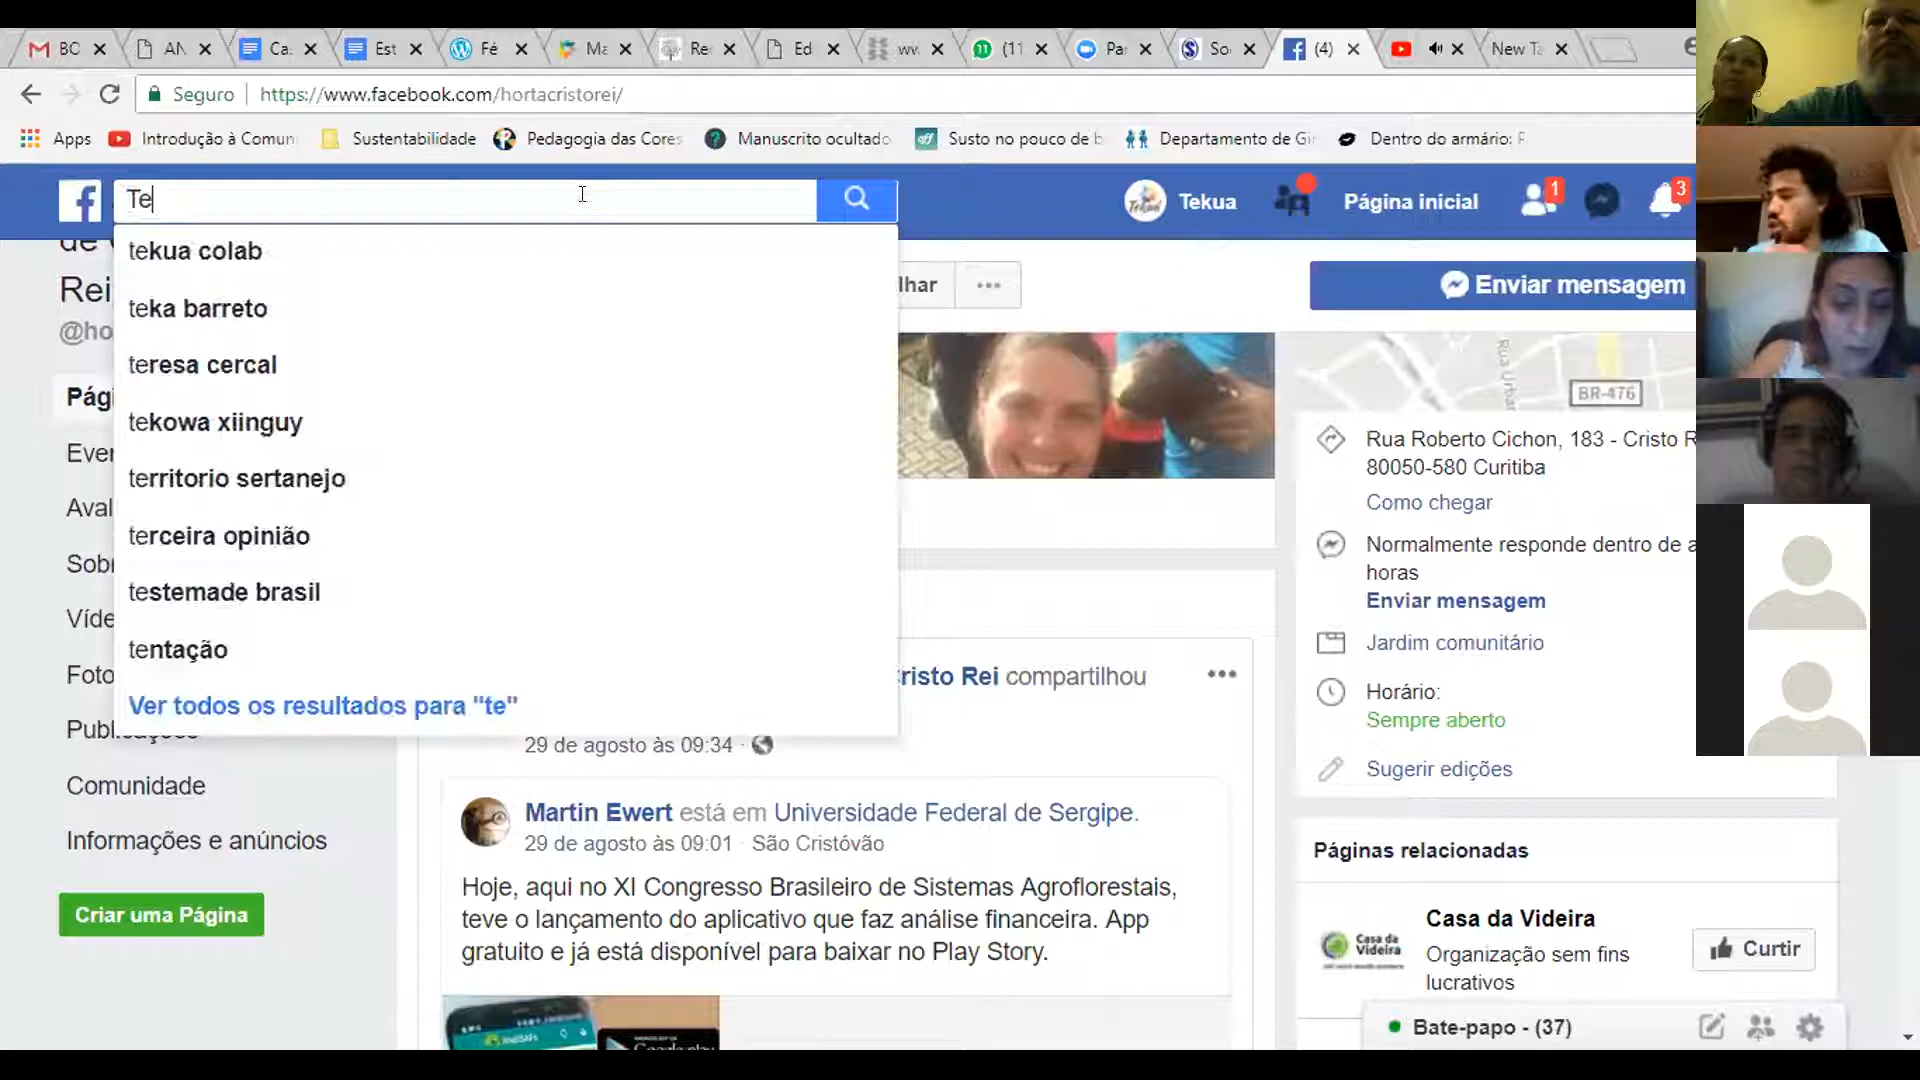 BC
AN
Ca
Est
Fé
Ma
Re
Ed
ww
(11
Pa
So
(4)
New Ta
Seguro
https://www.facebook.com/hortacristorei/
Apps
Introdução à Comun
Sustentabilidade
Pedagogia das Cores
Manuscrito ocultado
Susto no pouco de b
Departamento de Gi
Dentro do armário:
Te
Tekua
Página inicial
1
3
tekua colab
teka barreto
teresa cercal
tekowa xiinguy
territorio sertanejo
terceira opinião
testemade brasil
tentação
Ver todos os resultados para "te"
Rei
@ho
Pági
Ever
Aval
Sobr
Víde
Foto
Publicações
Comunidade
Informações e anúncios
Criar uma Página
lhar
Enviar mensagem
BR-476
Rua Roberto Cichon, 183 - Cristo R
80050-580 Curitiba
Como chegar
Normalmente responde dentro de a
horas
Enviar mensagem
Jardim comunitário
Horário:
Sempre aberto
Sugerir edições
Cristo Rei compartilhou
29 de agosto às 09:34 ·
Martin Ewert está em Universidade Federal de Sergipe.
29 de agosto às 09:01 · São Cristóvão
Hoje, aqui no XI Congresso Brasileiro de Sistemas Agroflorestais,
teve o lançamento do aplicativo que faz análise financeira. App
gratuito e já está disponível para baixar no Play Story.
Google play
Páginas relacionadas
Casa da Videira
Casa da Videira
Organização sem fins
lucrativos
Curtir
Bate-papo - (37)